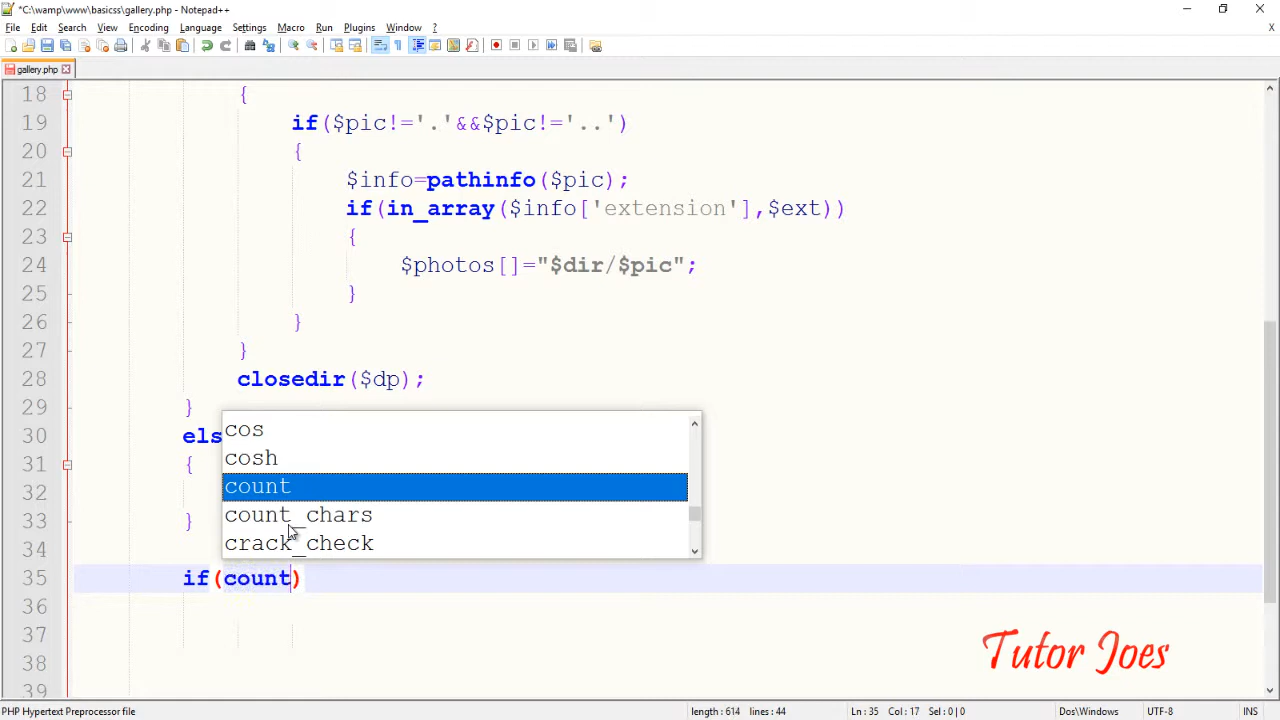 *C:\wamp\www\basicss\gallery.php - Notepad++
File Edit Search View Encoding Language Settings Macro Run Plugins Window ?
X
gallery.php
18 {
19 if($pic!='.'&&$pic!='..')
20 {
21 $info=pathinfo($pic);
22 if(in_array($info['extension'],$ext))
23 {
24 $photos[]="$dir/$pic";
25 }
26 }
27 }
28 closedir($dp);
29 }
30 els
31 {
32
33 }
34
35 if(count)
36
37
38
39
cos
cosh
count
count_chars
crack_check
Tutor Joes
PHP Hypertext Preprocessor file length : 614 lines : 44 Ln : 35 Col : 17 Sel : 0 | 0 Dos\Windows UTF-8 INS